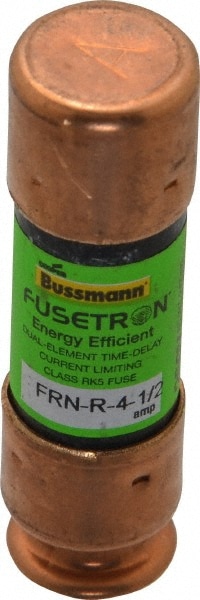 Bussmann®
FUSETRON®
Energy Efficient
DUAL-ELEMENT TIME-DELAY
CURRENT LIMITING
CLASS RK5 FUSE
FRN-R-4-1/2
amp